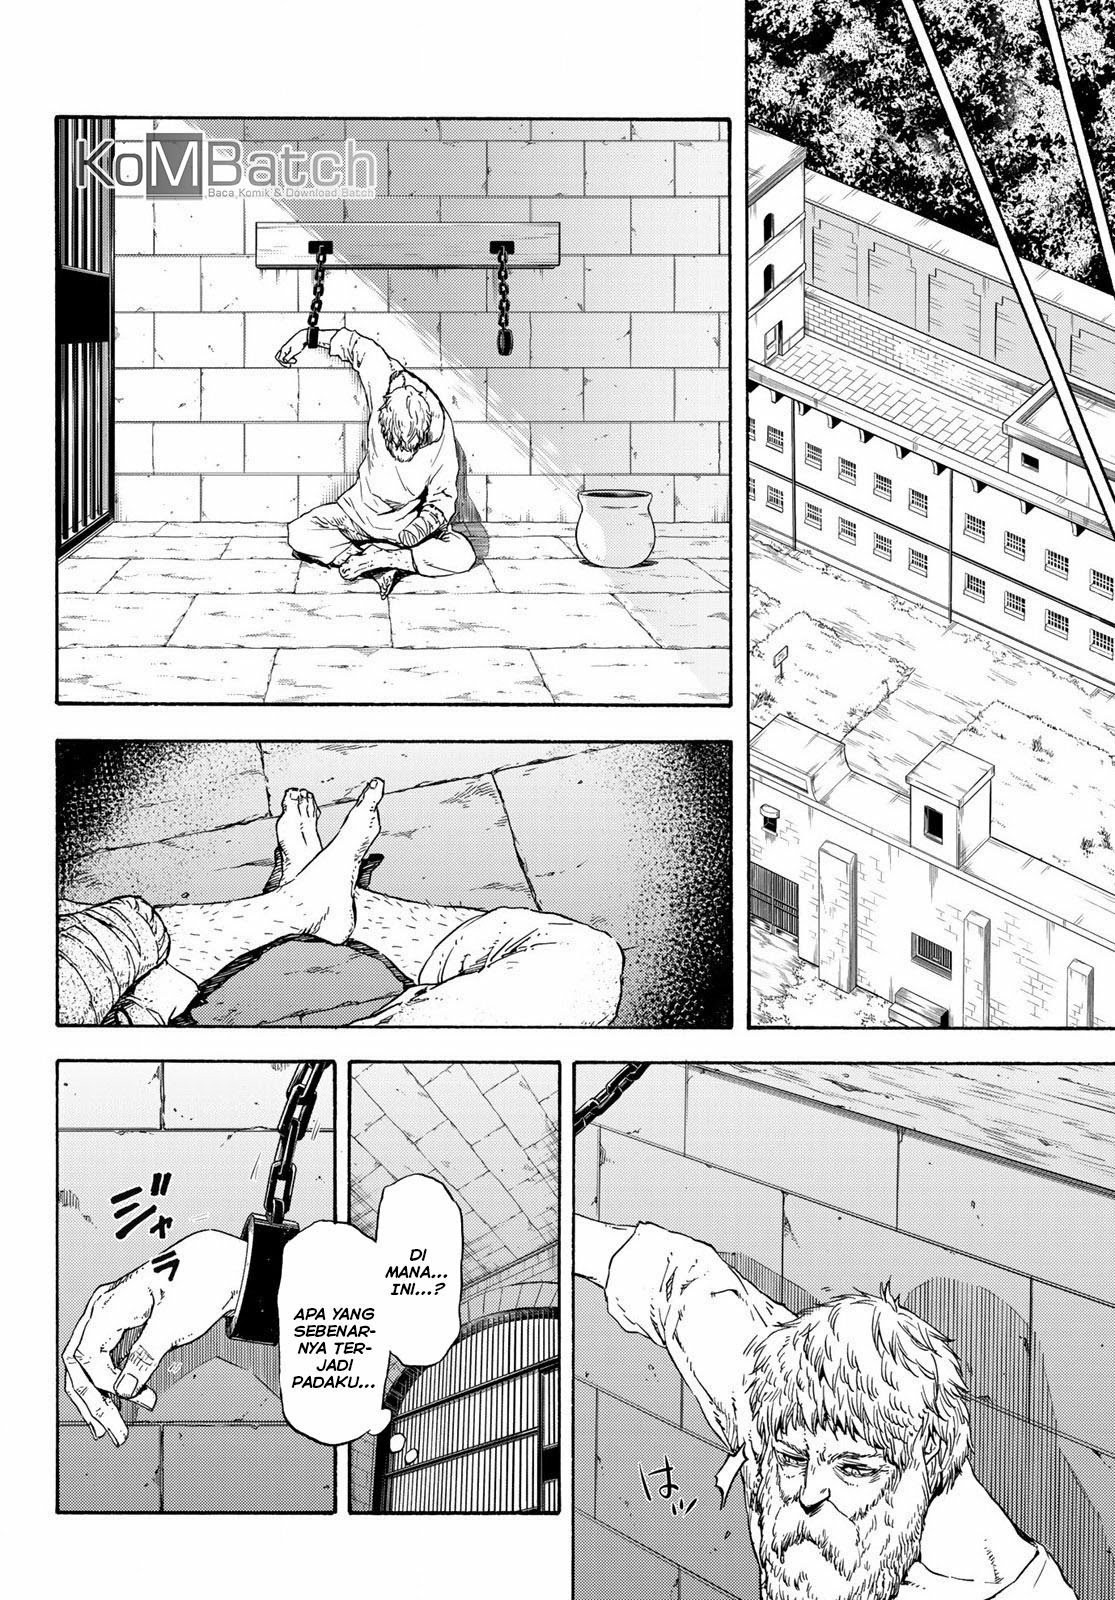 KoMBatch
Baca Komik & Download Batch
はッ
DI
MANA...
INI...?
APA YANG
SEBENAR-
NYA TER-
JADI
PADAKU...
ジャッ